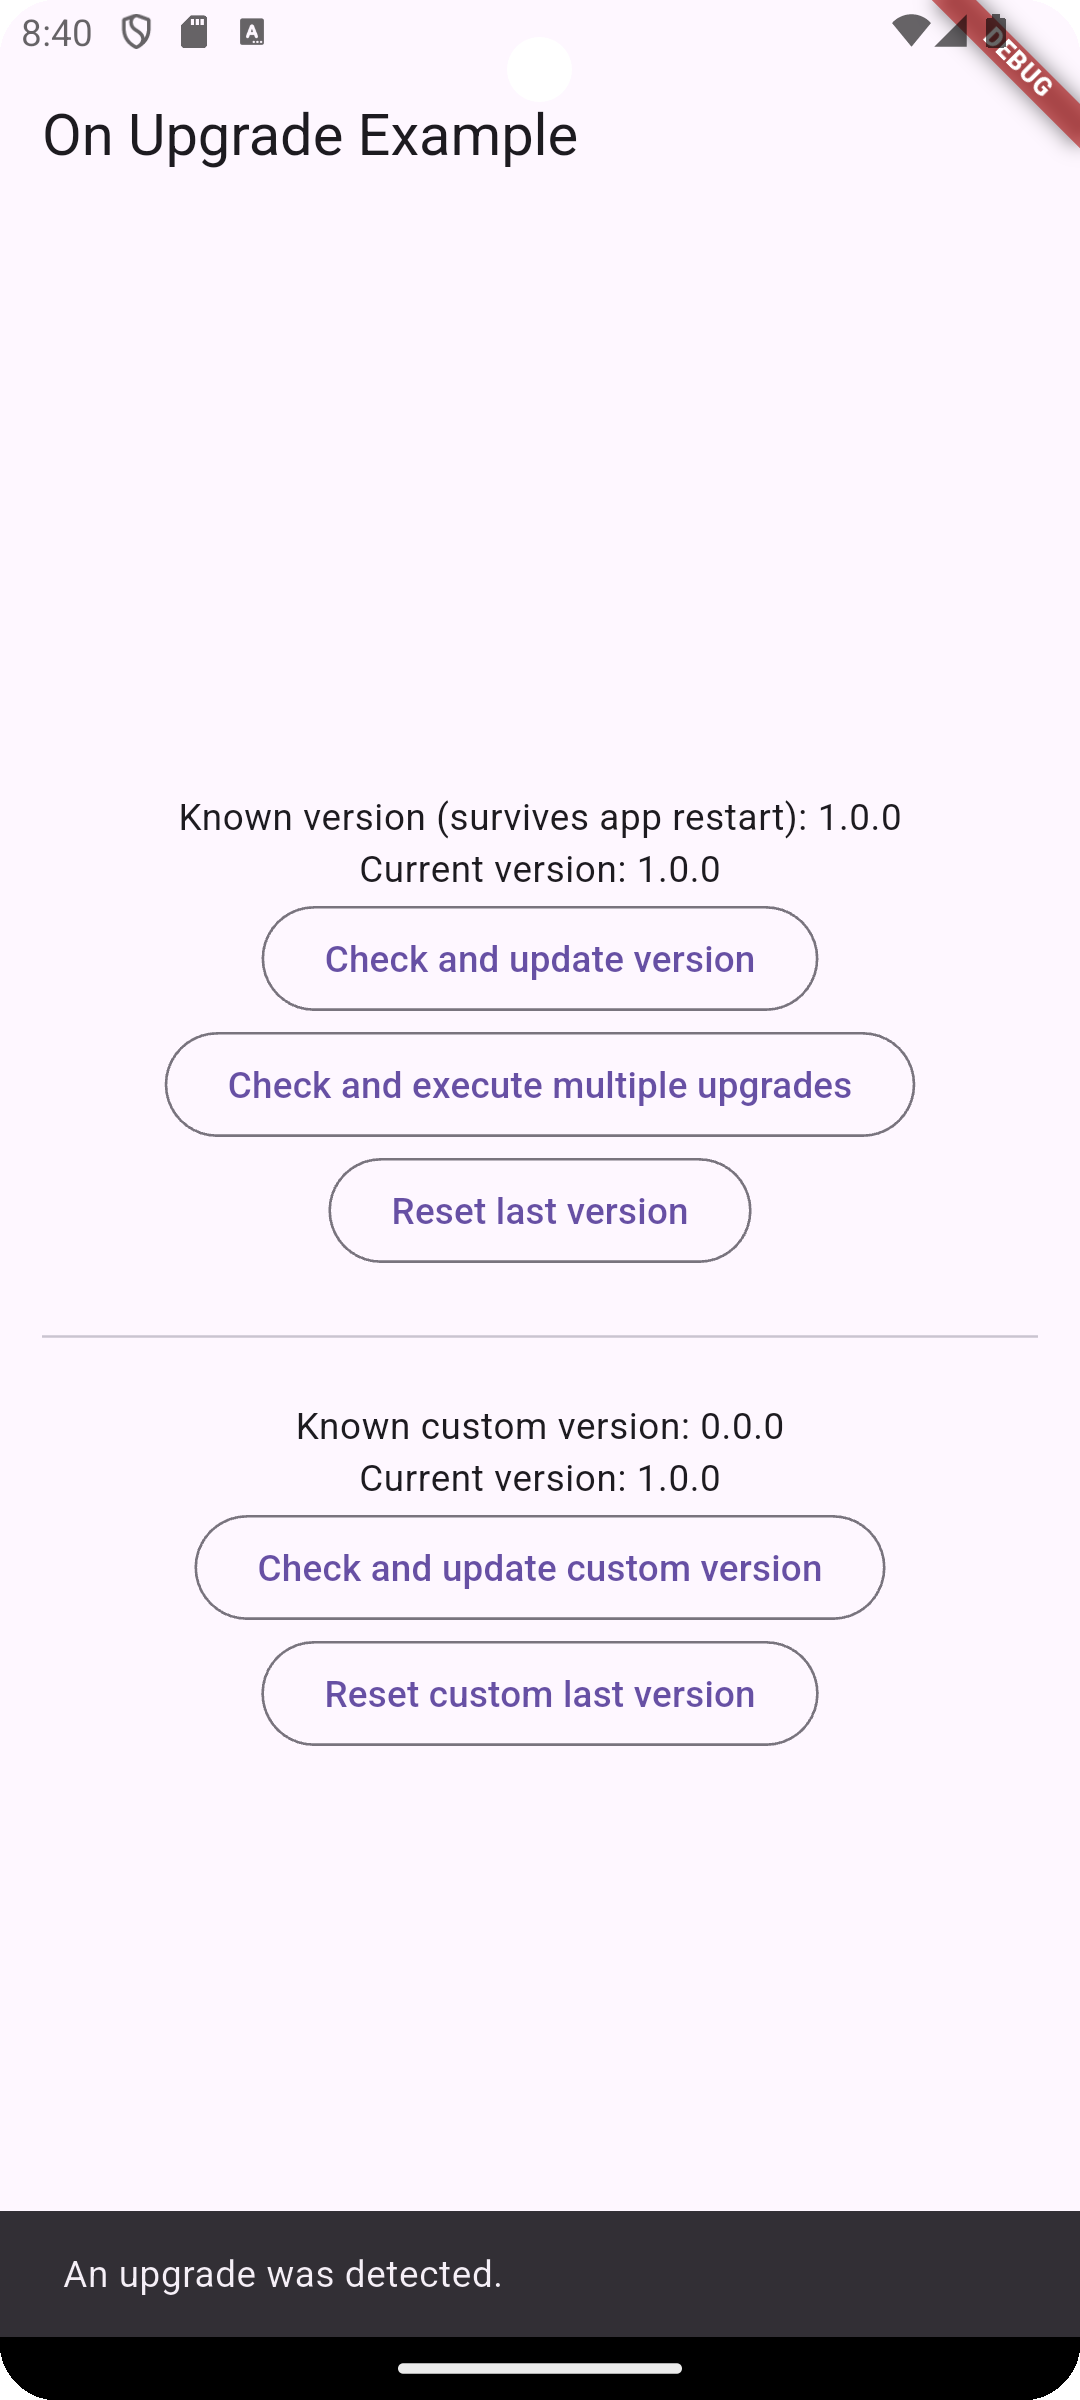 8:40
DEBUG
On Upgrade Example
Known version (survives app restart): 1.0.0
Current version: 1.0.0
Check and update version
Check and execute multiple upgrades
Reset last version
Known custom version: 0.0.0
Current version: 1.0.0
Check and update custom version
Reset custom last version
An upgrade was detected.